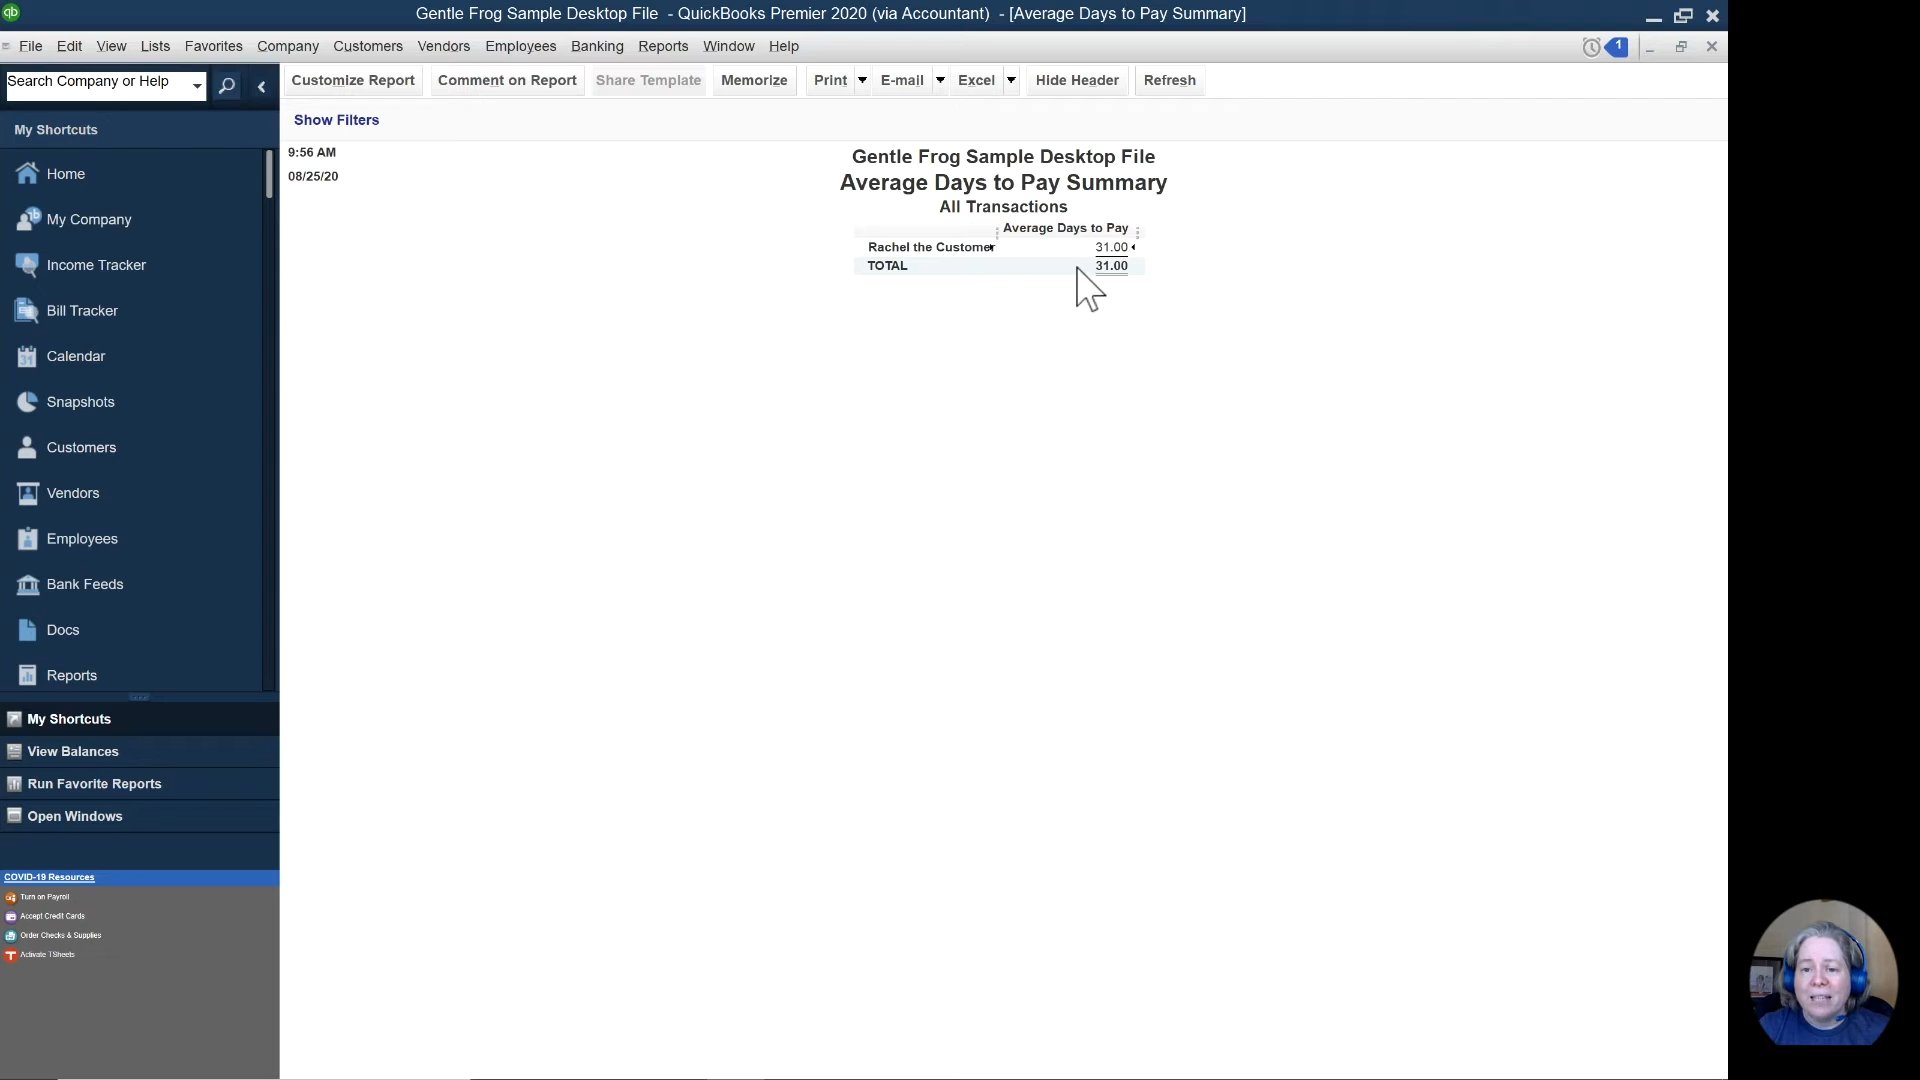 Gentle Frog Sample Desktop File - QuickBooks Premier 2020 (via Accountant) - [Average Days to Pay Summary]
File Edit View Lists Favorites Company Customers Vendors Employees Banking Reports Window Help
1
Search Company or Help
Customize Report Comment on Report Share Template Memorize Print E-mail Excel Hide Header Refresh
Show Filters
My Shortcuts
Home
My Company
Income Tracker
Bill Tracker
Calendar
Snapshots
Customers
Vendors
Employees
Bank Feeds
Docs
Reports
My Shortcuts
View Balances
Run Favorite Reports
Open Windows
COVID-19 Resources
Turn on Payroll
Accept Credit Cards
Order Checks & Supplies
Activate TSheets
9:56 AM
08/25/20
Gentle Frog Sample Desktop File
Average Days to Pay Summary
All Transactions
Average Days to Pay
Rachel the Customer 31.00
TOTAL 31.00